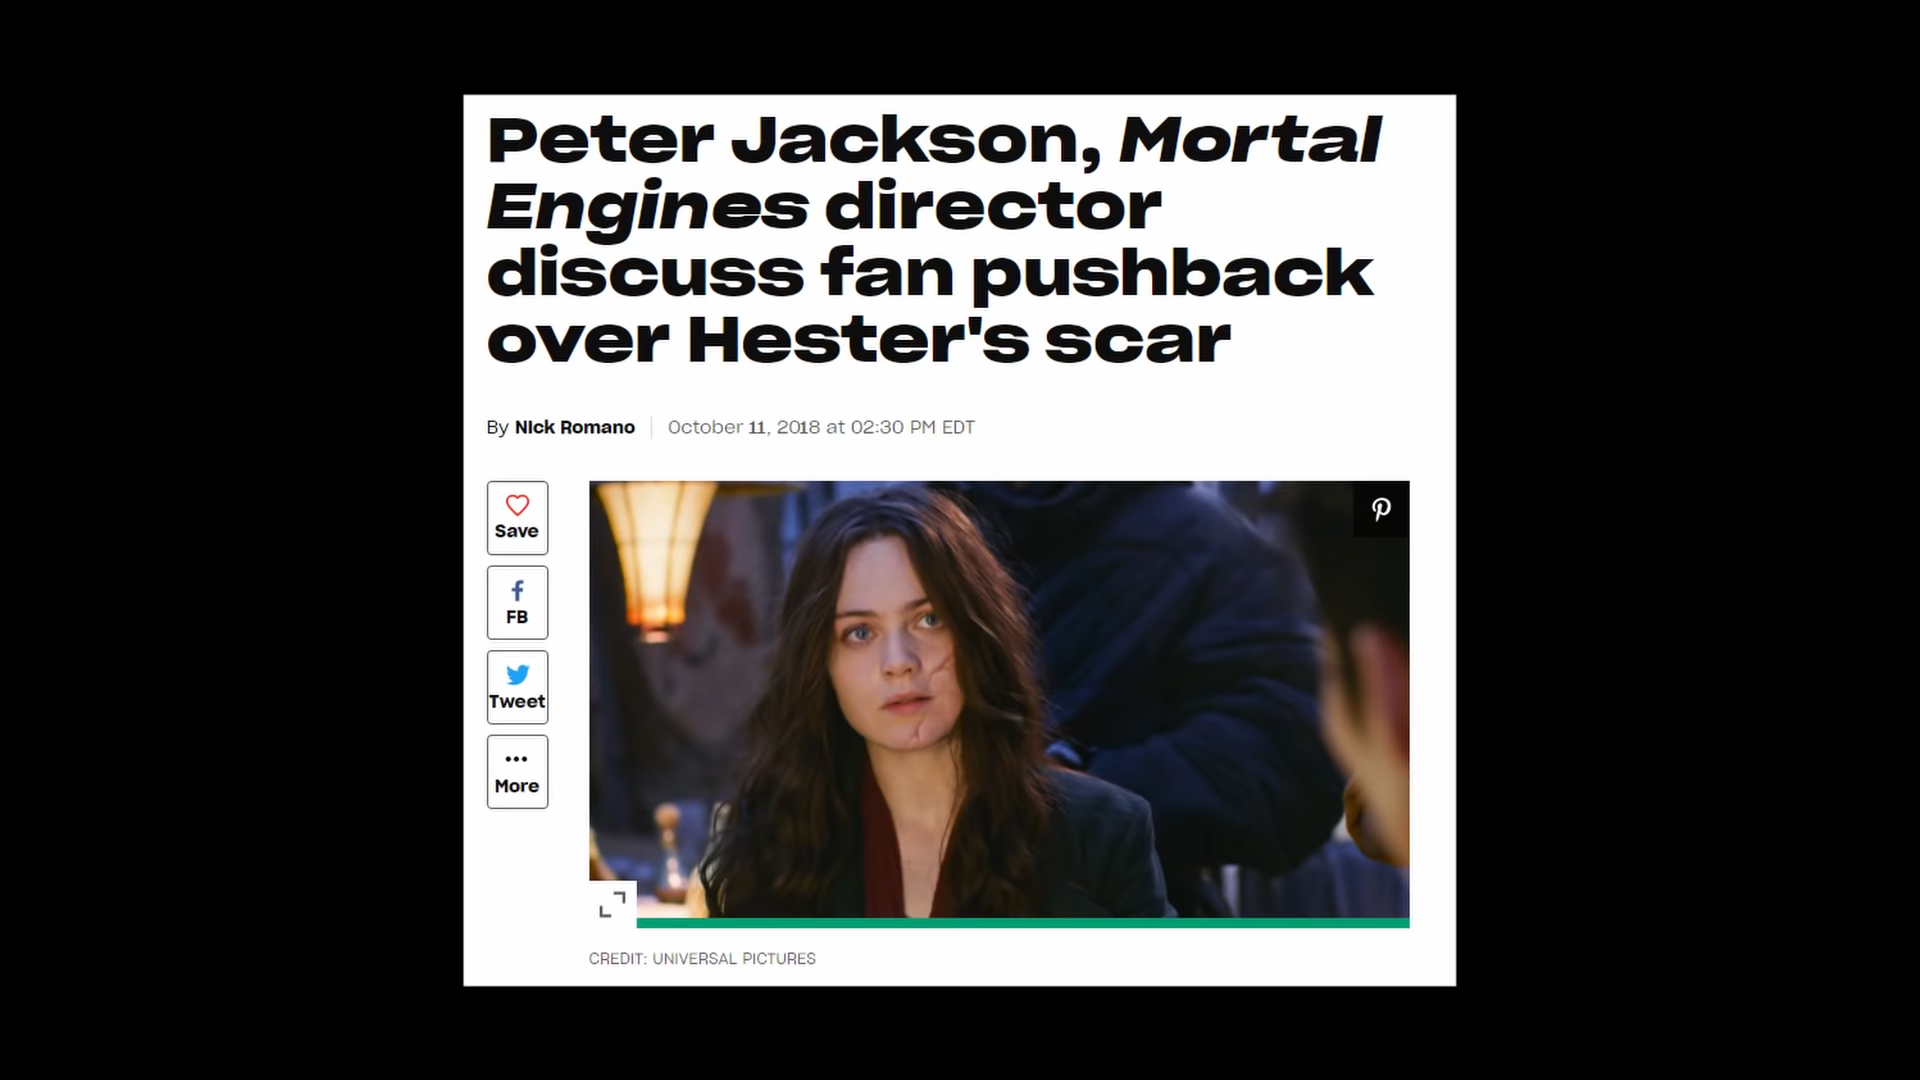 Peter Jackson, Mortal
Engines director
discuss fan pushback
over Hester's scar
By Nick Romano October 11, 2018 at 02:30 PM EDT
Save
FB
Tweet
More
CREDIT: UNIVERSAL PICTURES